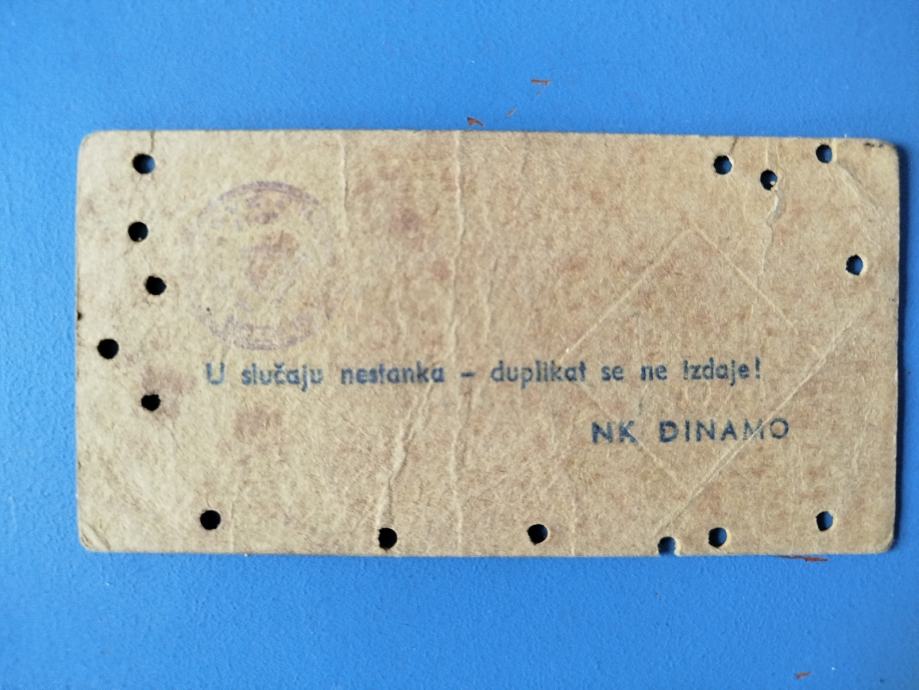 U slučaju nestanka – duplikat se ne izdaje!
NK DINAMO